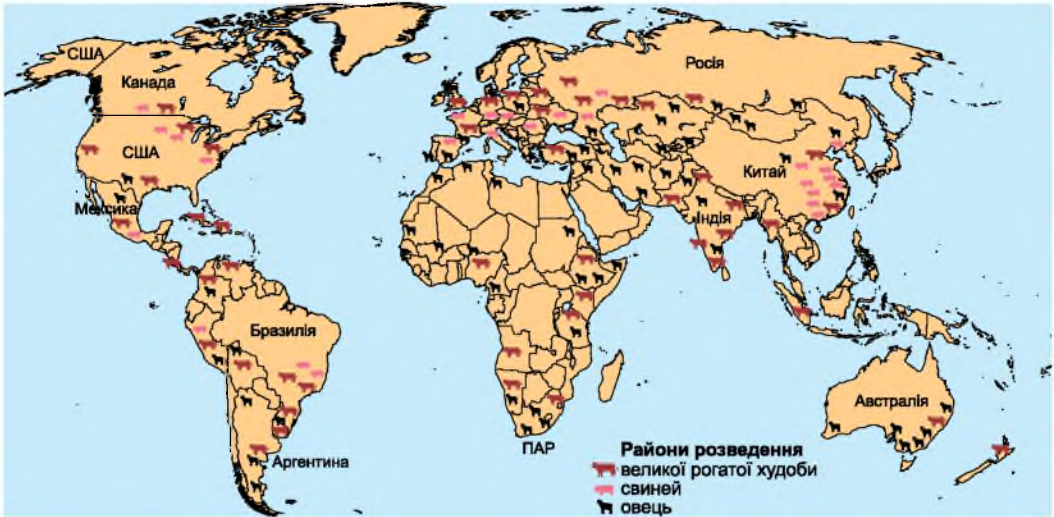 США
Канада
Росія
США
Китай
Мексика
Індія
Бразилія
Австралія
Аргентина
ПАР
Райони розведення
великої рогатої худоби
свиней
овець